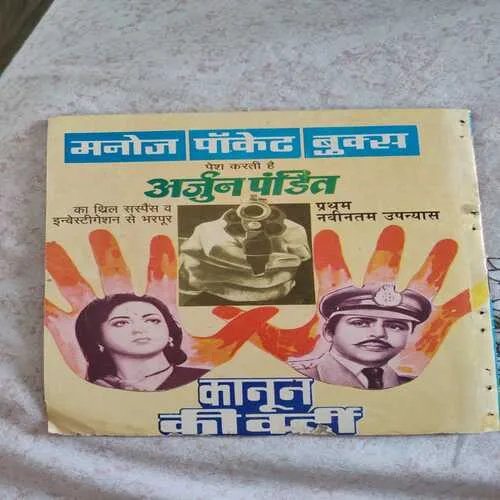 मनोज पॉकेट बुक्स
पेश करती है
अर्जुन पंडित
का थ्रिल सस्पैंस व
इन्वेस्टीगेशन से भरपूर
प्रथम
नवीनतम उपन्यास
कानून
की वर्दी